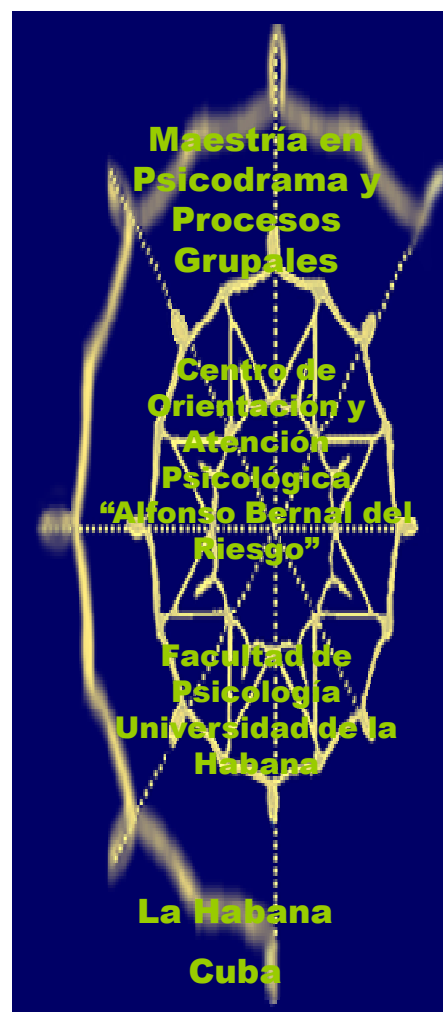 Maestría en
Psicodrama y
Procesos
Grupales
Centro de
Orientación y
Atención
Psicológica
“Alfonso Bernal del
Riesgo”
Facultad de
Psicología
Universidad de la
Habana
La Habana
Cuba